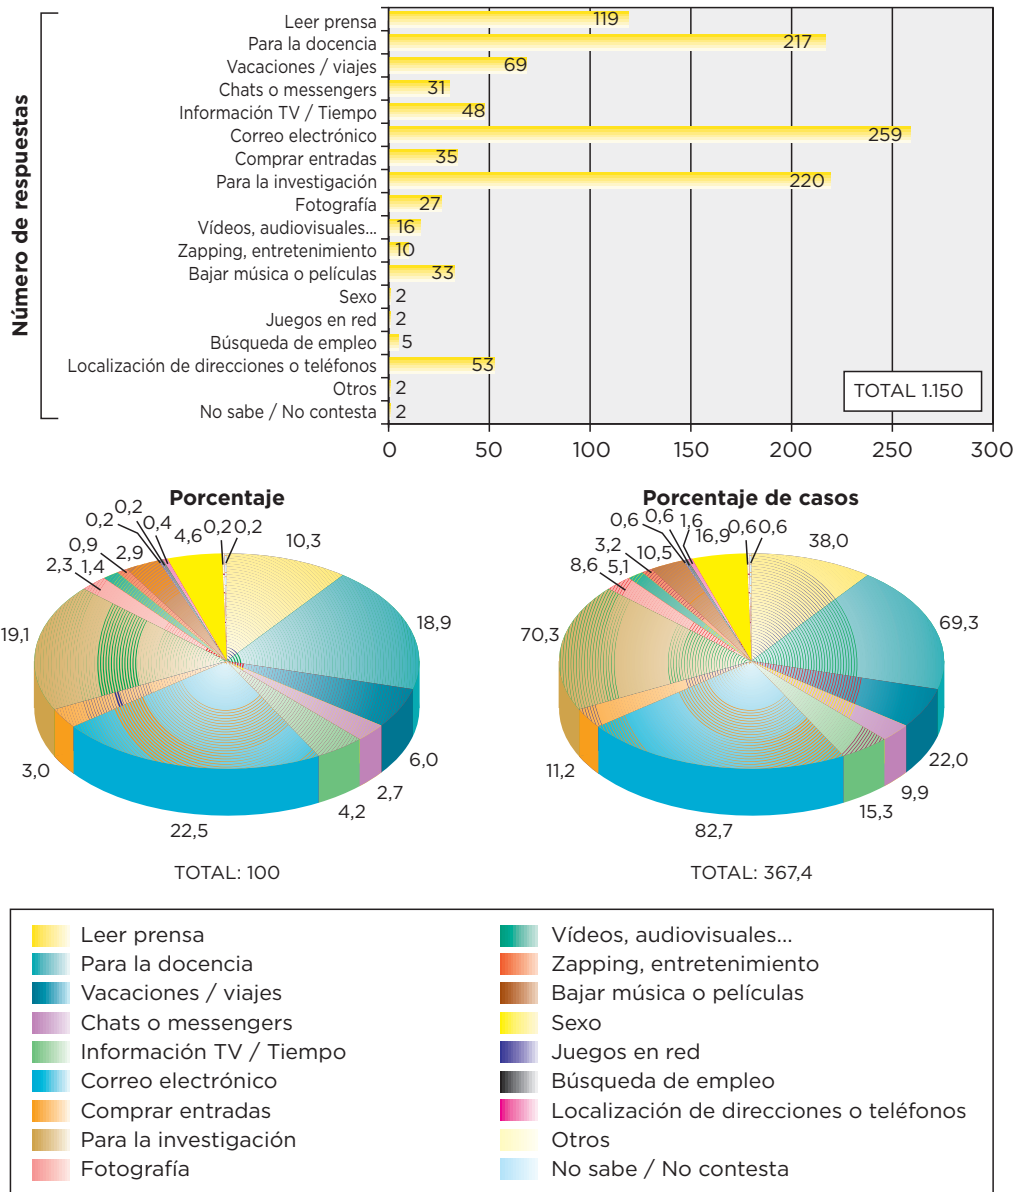 Número de respuestas
Leer prensa 119
Para la docencia 217
Vacaciones / viajes 69
Chats o messengers 31
Información TV / Tiempo 48
Correo electrónico 259
Comprar entradas 35
Para la investigación 220
Fotografía 27
Vídeos, audiovisuales... 16
Zapping, entretenimiento 10
Bajar música o películas 33
Sexo 2
Juegos en red 2
Búsqueda de empleo 5
Localización de direcciones o teléfonos 53
Otros 2
No sabe / No contesta 2
TOTAL 1.150
0 50 100 150 200 250 300
Porcentaje
10,3
18,9
6,0
2,7
4,2
22,5
3,0
19,1
2,3
1,4
0,9
2,9
0,2
0,2
0,4
4,6
0,2
0,2
TOTAL: 100
Porcentaje de casos
38,0
69,3
22,0
9,9
15,3
82,7
11,2
70,3
8,6
5,1
3,2
10,5
0,6
0,6
1,6
16,9
0,6
0,6
TOTAL: 367,4
Leer prensa
Para la docencia
Vacaciones / viajes
Chats o messengers
Información TV / Tiempo
Correo electrónico
Comprar entradas
Para la investigación
Fotografía
Vídeos, audiovisuales...
Zapping, entretenimiento
Bajar música o películas
Sexo
Juegos en red
Búsqueda de empleo
Localización de direcciones o teléfonos
Otros
No sabe / No contesta